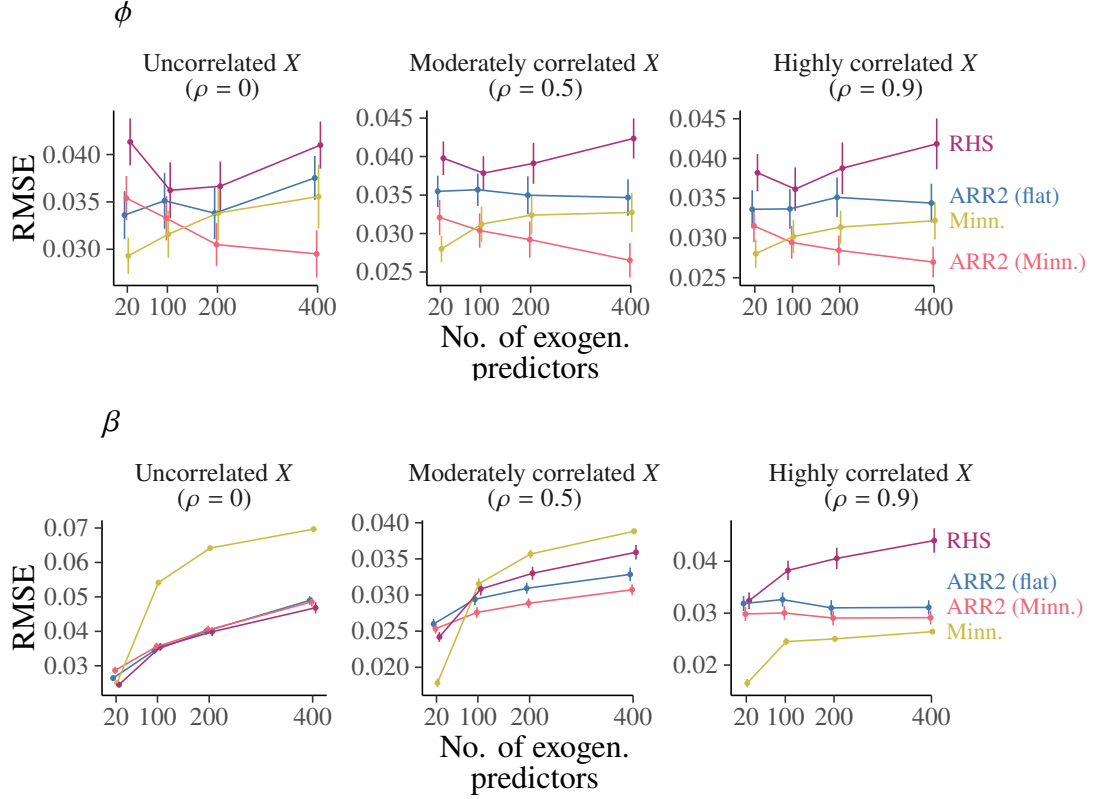 ϕ
Uncorrelated X
(ρ = 0)
Moderately correlated X
(ρ = 0.5)
Highly correlated X
(ρ = 0.9)
RMSE
0.040
0.035
0.030
20 100 200 400
0.045
0.040
0.035
0.030
0.025
20 100 200 400
0.045
0.040
0.035
0.030
0.025
20 100 200 400
RHS
ARR2 (flat)
Minn.
ARR2 (Minn.)
No. of exogen.
predictors
β
Uncorrelated X
(ρ = 0)
Moderately correlated X
(ρ = 0.5)
Highly correlated X
(ρ = 0.9)
RMSE
0.07
0.06
0.05
0.04
0.03
20 100 200 400
0.040
0.035
0.030
0.025
0.020
20 100 200 400
0.04
0.03
0.02
20 100 200 400
RHS
ARR2 (flat)
ARR2 (Minn.)
Minn.
No. of exogen.
predictors